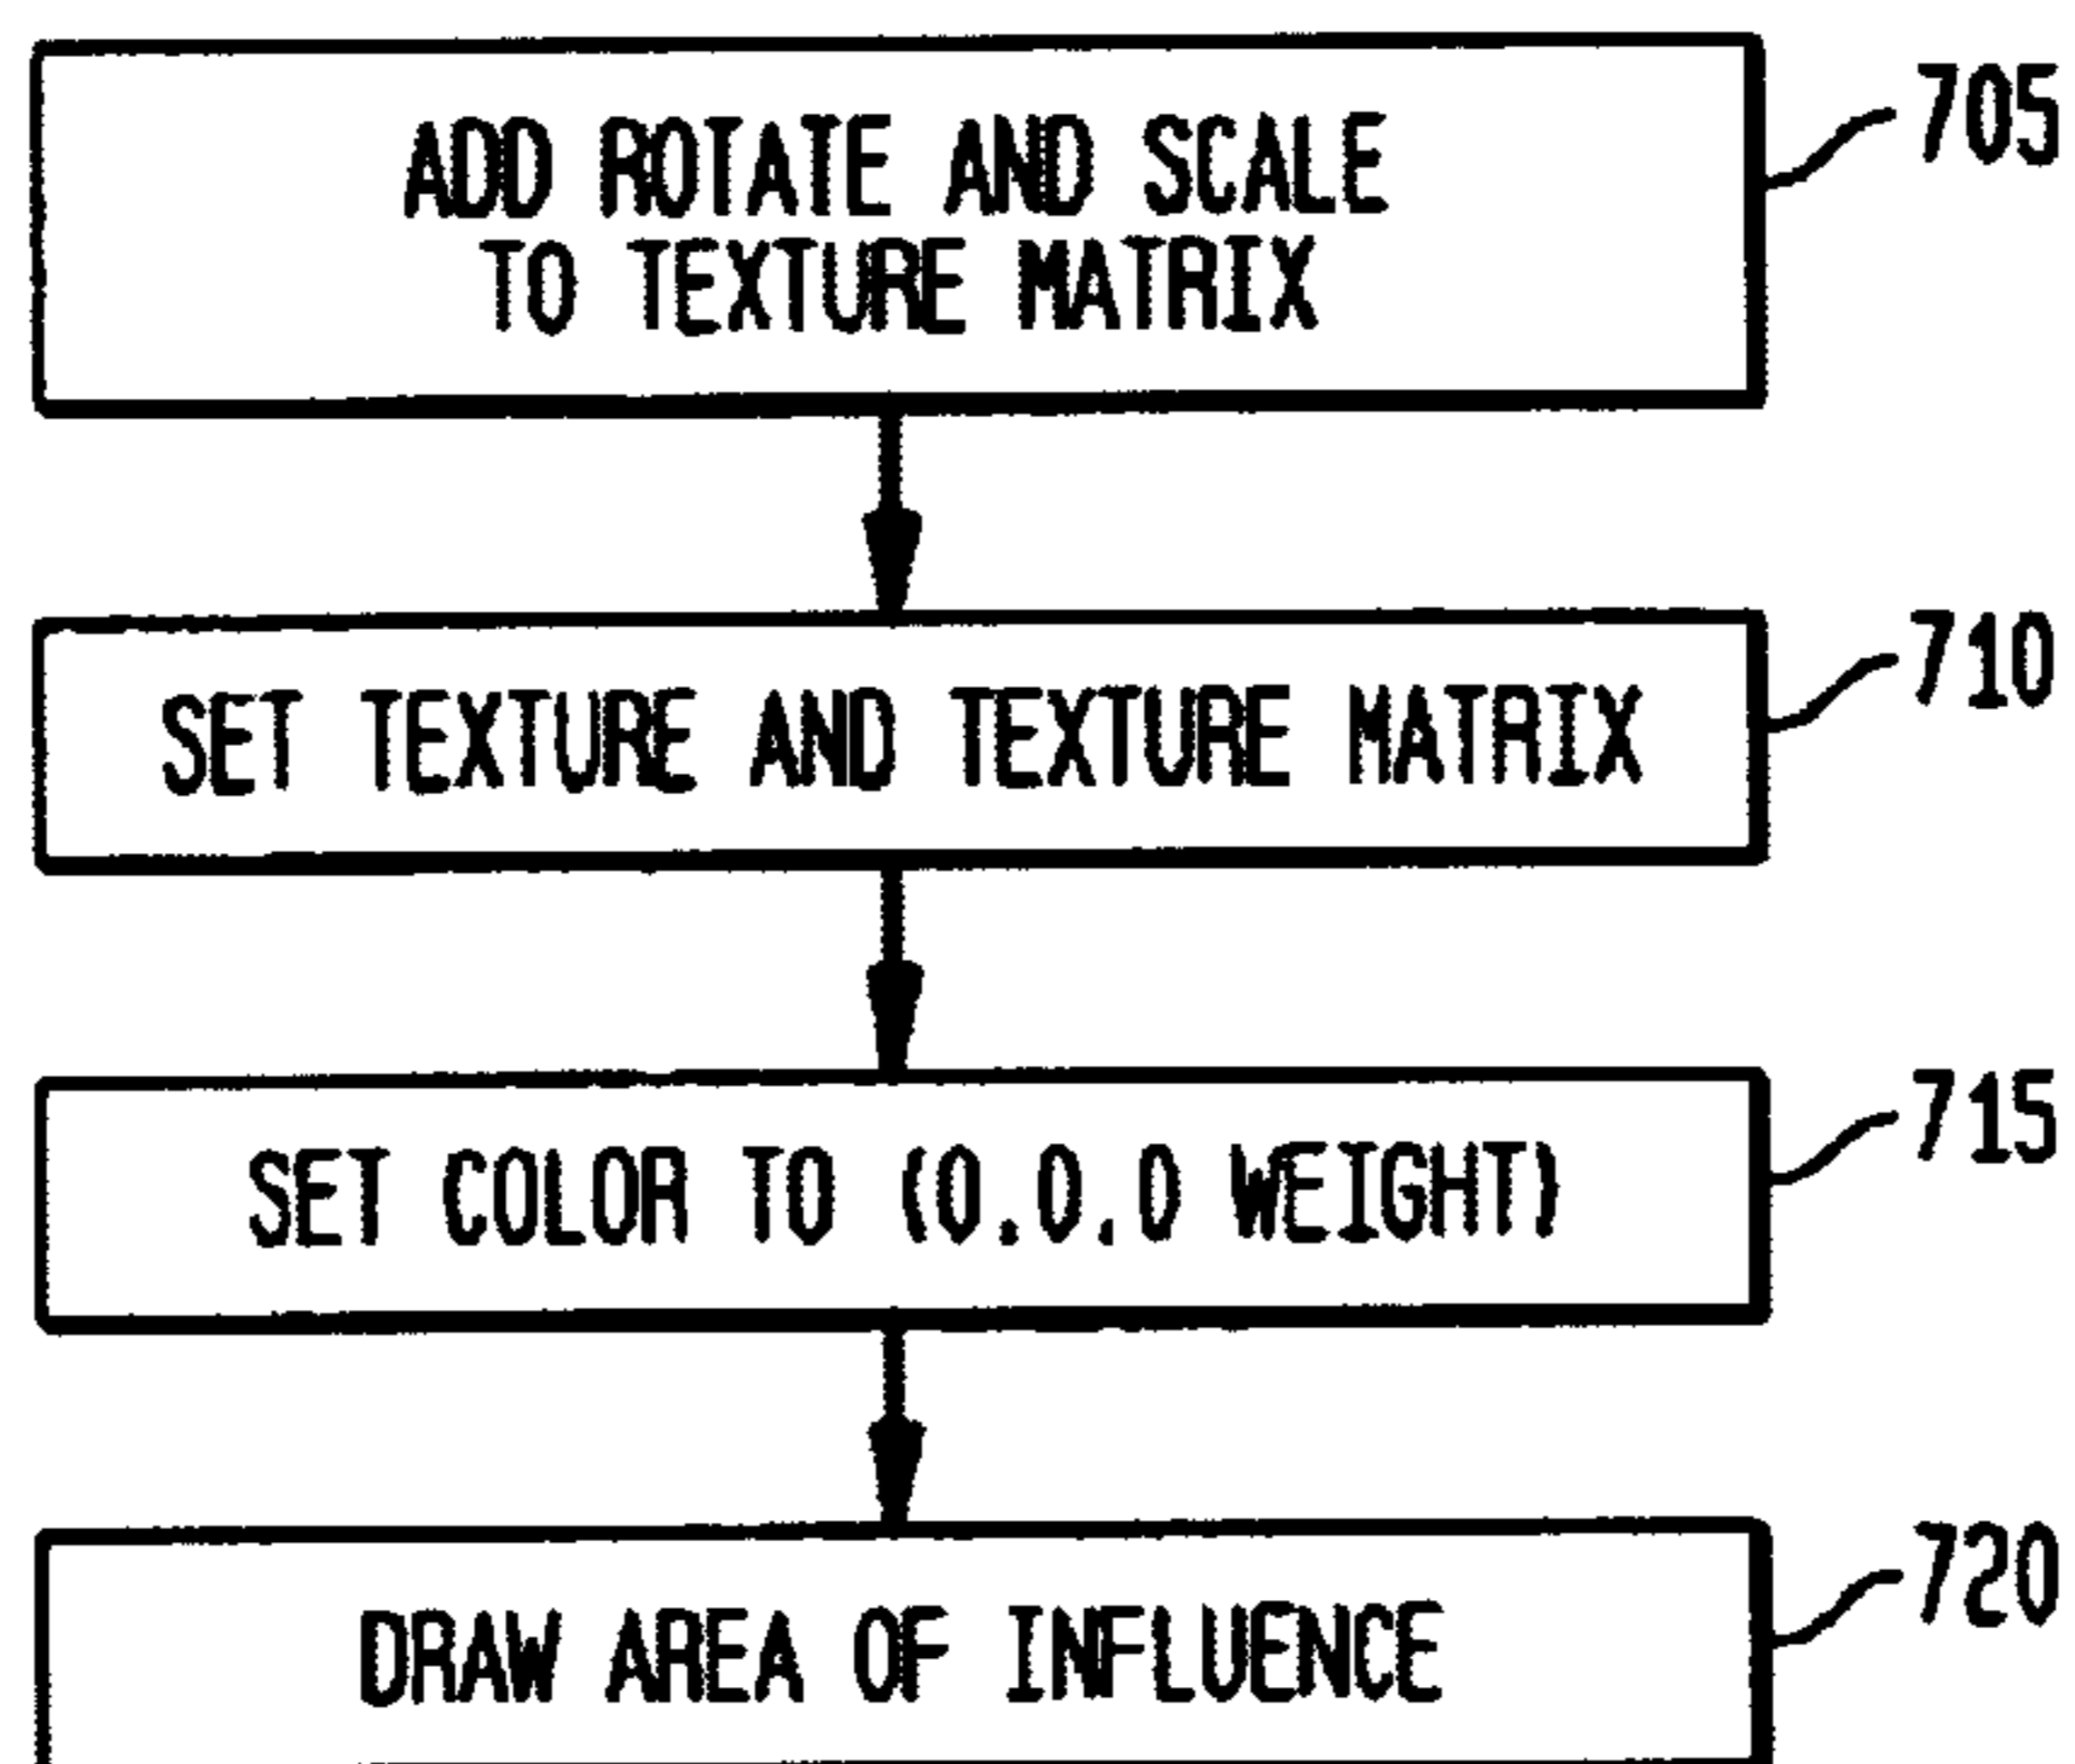 ADD ROTATE AND SCALE
TO TEXTURE MATRIX
705
SET TEXTURE AND TEXTURE MATRIX
710
SET COLOR TO (0.0.0 WEIGHT)
715
DRAW AREA OF INFLUENCE
720